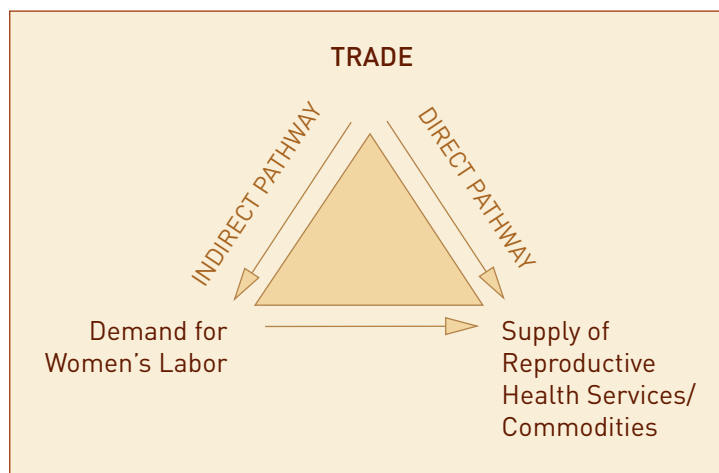 TRADE
INDIRECT PATHWAY
DIRECT PATHWAY
Demand for
Women’s Labor
Supply of
Reproductive
Health Services/
Commodities